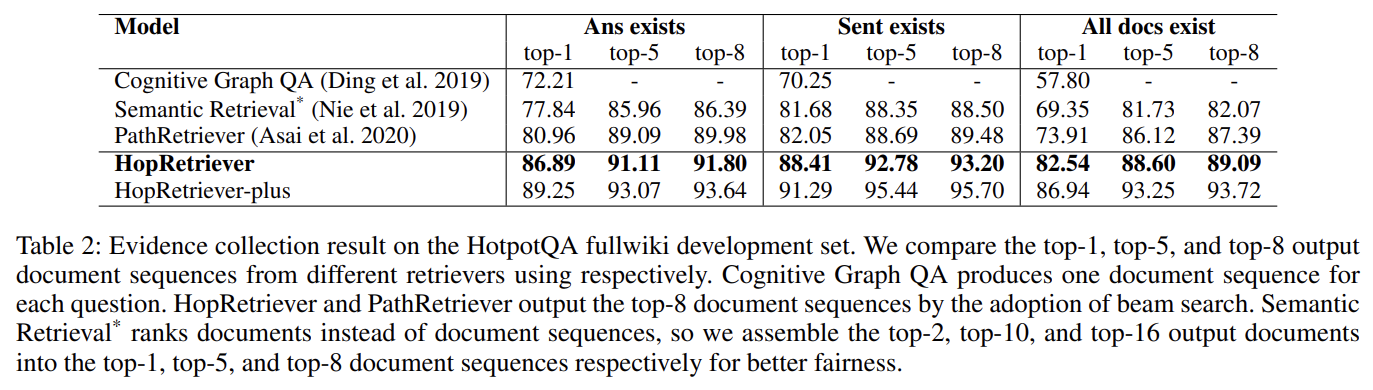 Model Ans exists Sent exists All docs exist
top-1 top-5 top-8 top-1 top-5 top-8 top-1 top-5 top-8
Cognitive Graph QA (Ding et al. 2019) 72.21 - - 70.25 - - 57.80 - -
Semantic Retrieval* (Nie et al. 2019) 77.84 85.96 86.39 81.68 88.35 88.50 69.35 81.73 82.07
PathRetriever (Asai et al. 2020) 80.96 89.09 89.98 82.05 88.69 89.48 73.91 86.12 87.39
HopRetriever 86.89 91.11 91.80 88.41 92.78 93.20 82.54 88.60 89.09
HopRetriever-plus 89.25 93.07 93.64 91.29 95.44 95.70 86.94 93.25 93.72
Table 2: Evidence collection result on the HotpotQA fullwiki development set. We compare the top-1, top-5, and top-8 output
document sequences from different retrievers using respectively. Cognitive Graph QA produces one document sequence for
each question. HopRetriever and PathRetriever output the top-8 document sequences by the adoption of beam search. Semantic
Retrieval* ranks documents instead of document sequences, so we assemble the top-2, top-10, and top-16 output documents
into the top-1, top-5, and top-8 document sequences respectively for better fairness.